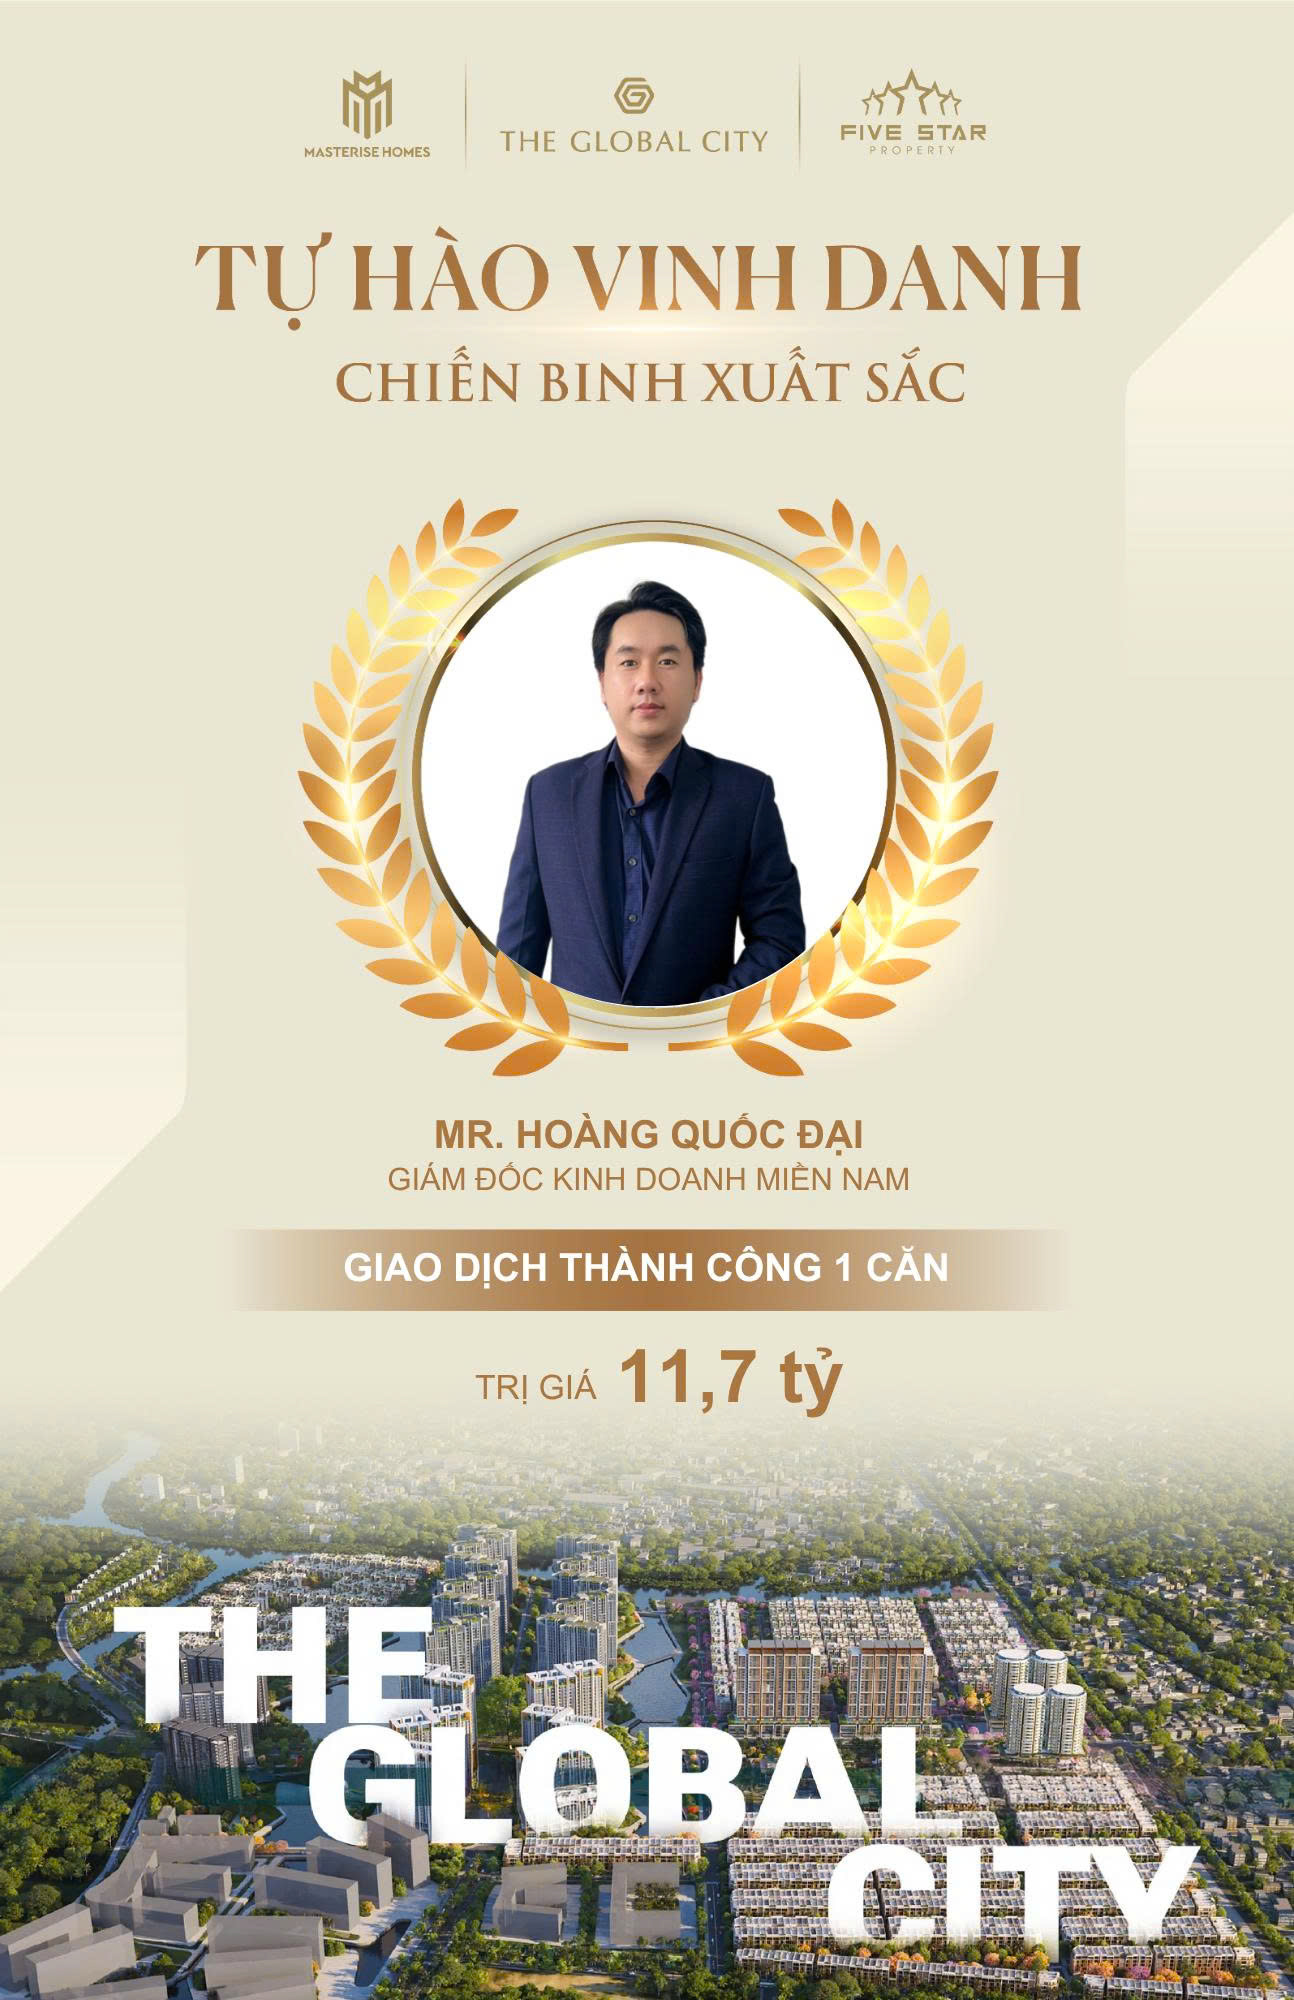 MASTERISE HOMES
THE GLOBAL CITY
FIVE STAR
PROPERTY
TỰ HÀO VINH DANH
CHIẾN BINH XUẤT SẮC
MR. HOÀNG QUỐC ĐẠI
GIÁM ĐỐC KINH DOANH MIỀN NAM
GIAO DỊCH THÀNH CÔNG 1 CĂN
TRỊ GIÁ 11,7 tỷ
THE
GLOBAL
CITY